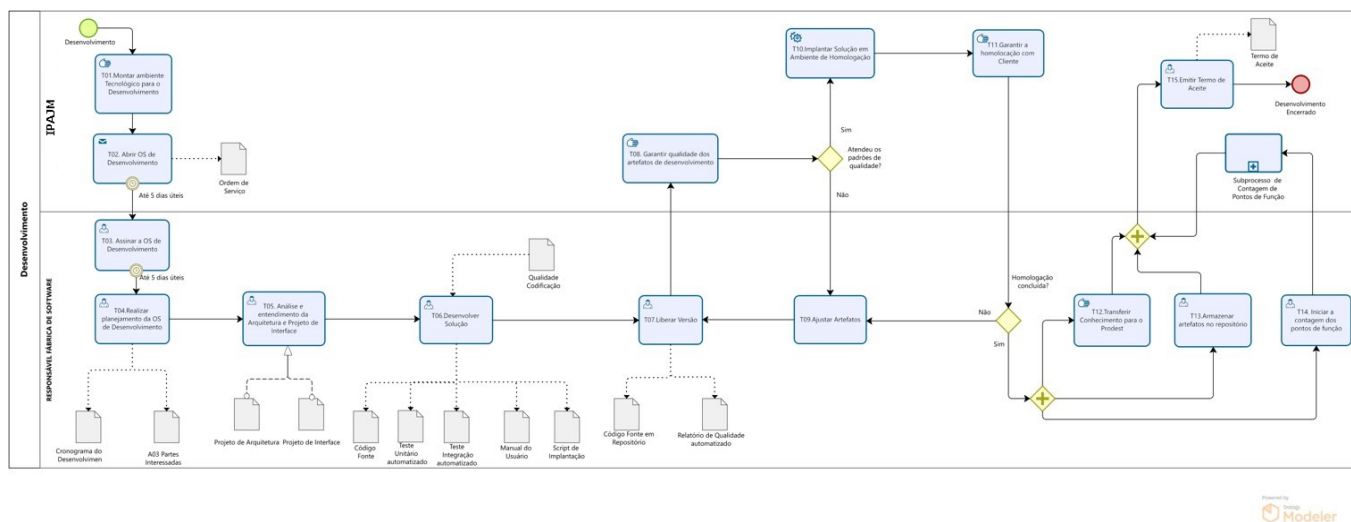 Desenvolvimento
IPAJM
RESPONSÁVEL FÁBRICA DE SOFTWARE
Desenvolvimento
T01.Montar ambiente
Tecnológico para o
Desenvolvimento
T02. Abrir OS de
Desenvolvimento
Ordem de
Serviço
Até 5 dias úteis
T03. Assinar a OS de
Desenvolvimento
Até 5 dias úteis
T04.Realizar
planejamento da OS
de Desenvolvimento
Cronograma do
Desenvolvimen
A03 Partes
Interessadas
T05. Análise e
entendimento da
Arquitetura e Projeto de
Interface
Projeto de Arquitetura
Projeto de Interface
Qualidade
Codificação
T06.Desenvolver
Solução
Código
Fonte
Teste
Unitário
automatizado
Teste
Integração
automatizado
Manual do
Usuário
Script de
Implantação
T07.Liberar Versão
Código Fonte em
Repositório
Relatório de Qualidade
automatizado
T08. Garantir qualidade dos
artefatos de desenvolvimento
Atendeu os
padrões de
qualidade?
Sim
Não
T09.Ajustar Artefatos
T10.Implantar Solução em
Ambiente de Homologação
T11.Garantir a
homolocação com
Cliente
Homologação
concluída?
Não
Sim
T12.Transferir
Conhecimento para o
Prodest
T13.Armazenar
artefatos no repositório
T14. Iniciar a
contagem dos
pontos de função
Subprocesso de
Contagem de
Pontos de Função
T15.Emitir Termo de
Aceite
Termo de
Aceite
Desenvolvimento
Encerrado
Powered by
bizagi
Modeler